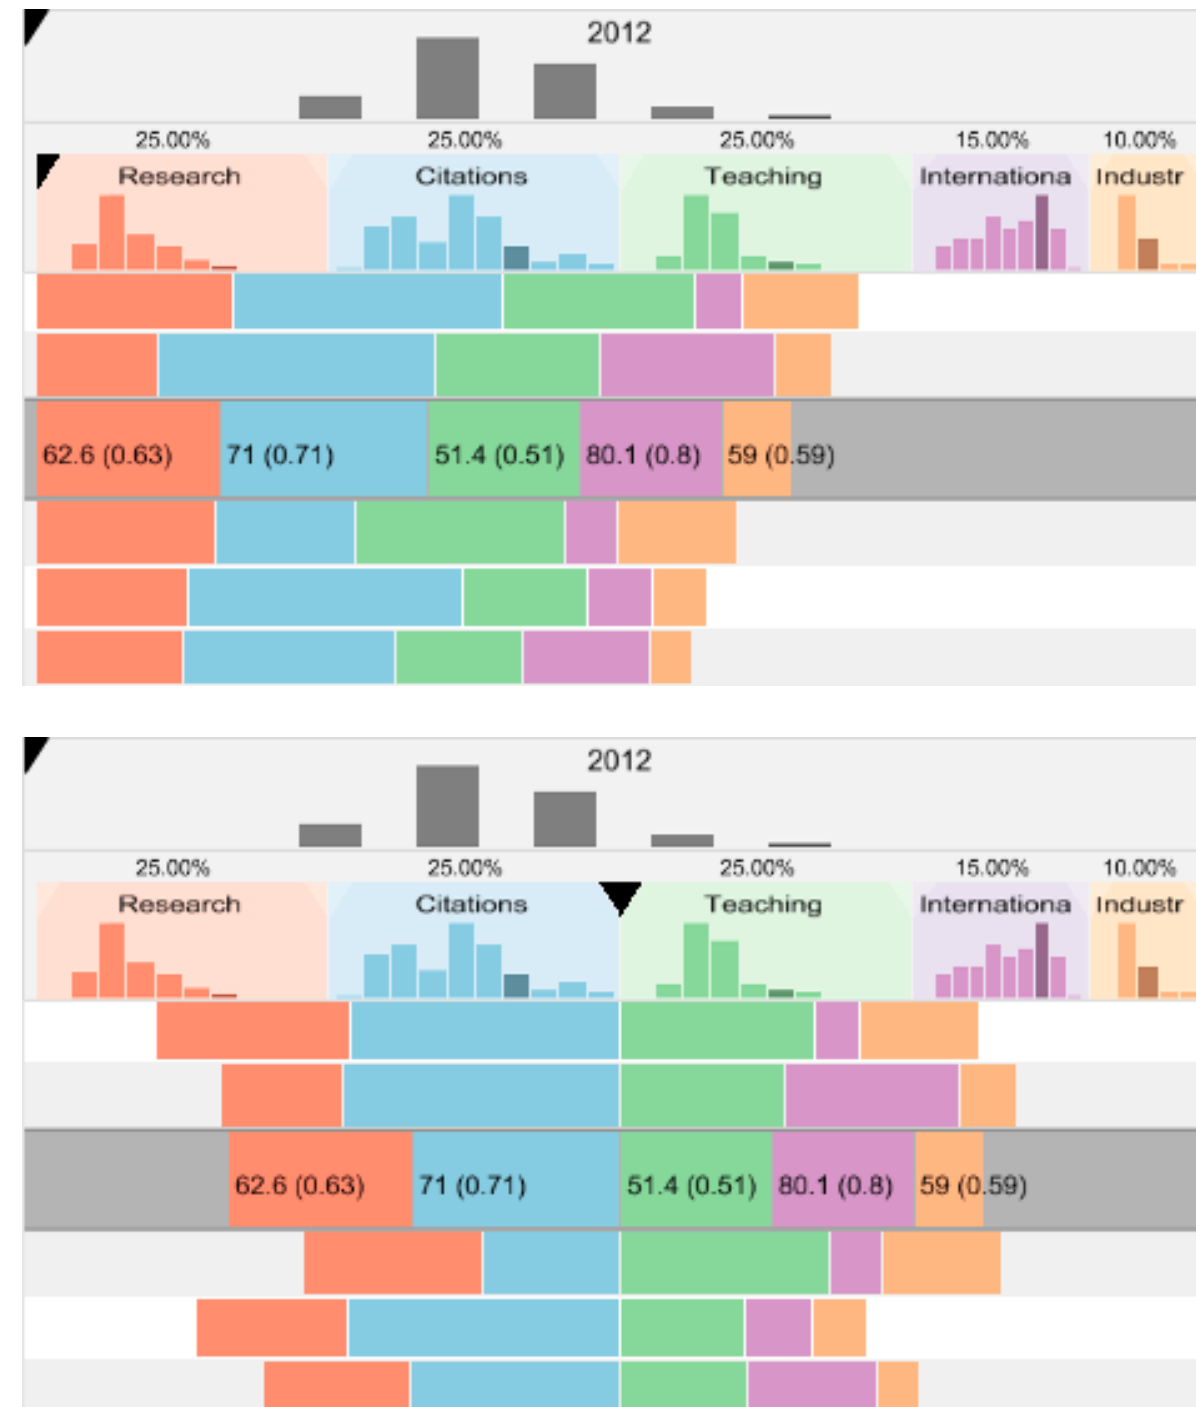 2012
25.00% 25.00% 25.00% 15.00% 10.00%
Research Citations Teaching Internationa Industr
62.6 (0.63) 71 (0.71) 51.4 (0.51) 80.1 (0.8) 59 (0.59)
2012
25.00% 25.00% 25.00% 15.00% 10.00%
Research Citations Teaching Internationa Industr
62.6 (0.63) 71 (0.71) 51.4 (0.51) 80.1 (0.8) 59 (0.59)